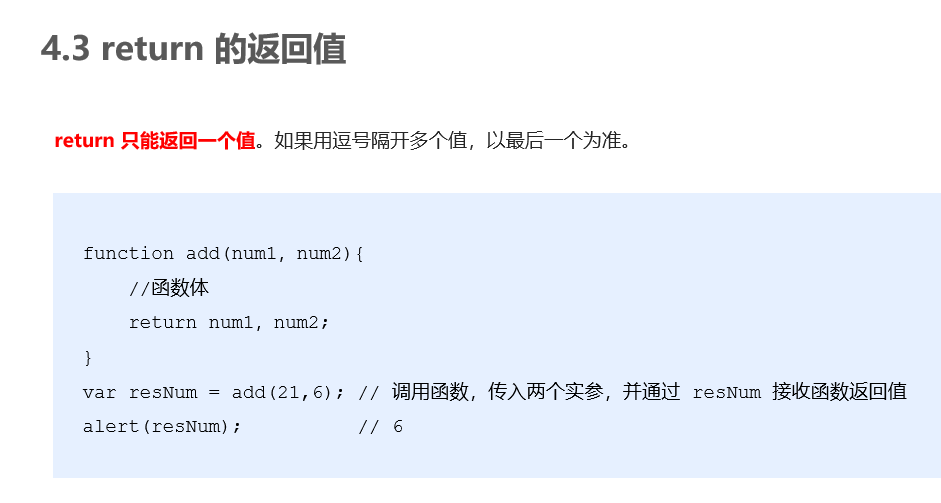 4.3 return 的返回值
return 只能返回一个值。如果用逗号隔开多个值，以最后一个为准。
function add(num1, num2){
    //函数体
    return num1, num2;
}
var resNum = add(21,6); // 调用函数，传入两个实参，并通过 resNum 接收函数返回值
alert(resNum);          // 6